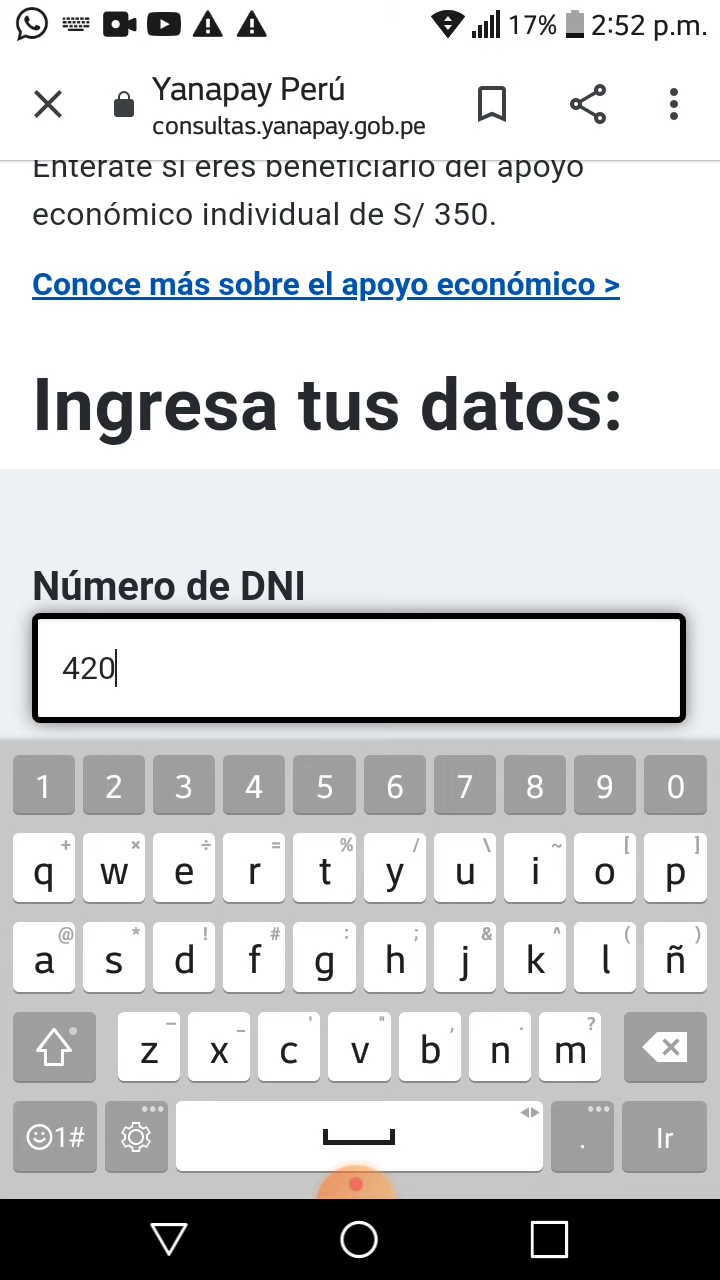 17% 2:52 p.m.
Yanapay Perú
consultas.yanapay.gob.pe
Entérate si eres beneficiario del apoyo
económico individual de S/ 350.
Conoce más sobre el apoyo económico >
Ingresa tus datos:
Número de DNI
420
1 2 3 4 5 6 7 8 9 0
+ × ÷ = % / \ ~ [ ]
q w e r t y u i o p
@ * ! # : ; & ^ ( )
a s d f g h j k l ñ
- _ ' " , . ?
z x c v b n m
1# . Ir